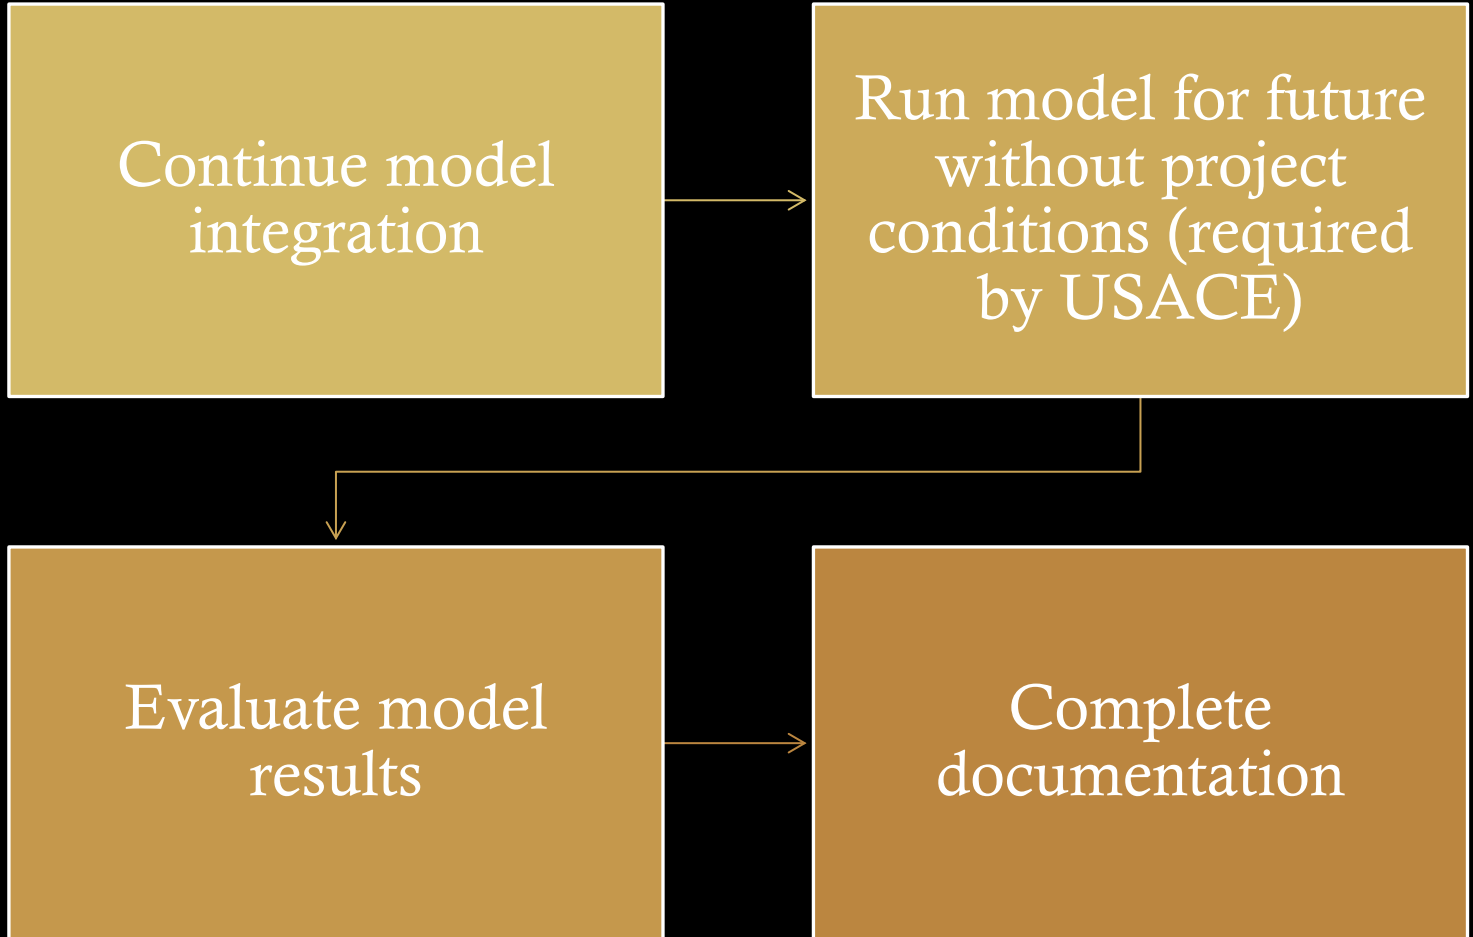 Continue model
integration
Run model for future
without project
conditions (required
by USACE)
Evaluate model
results
Complete
documentation